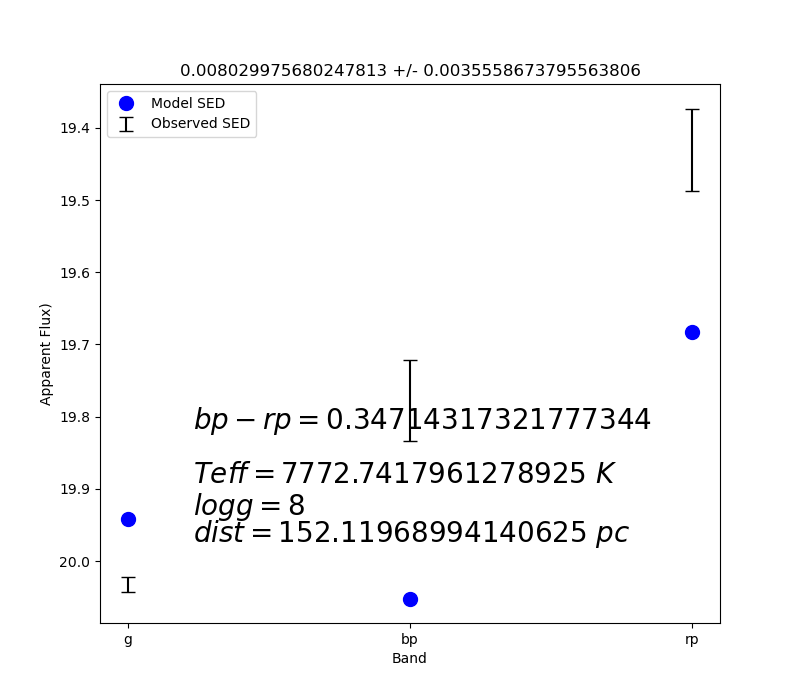 0.008029975680247813 +/- 0.0035558673795563806
Model SED
Observed SED
19.4
19.5
19.6
19.7
19.8
19.9
20.0
Apparent Flux)
bp − rp = 0.34714317321777344
Teff = 7772.7417961278925 K
logg = 8
dist = 152.11968994140625 pc
g
bp
rp
Band